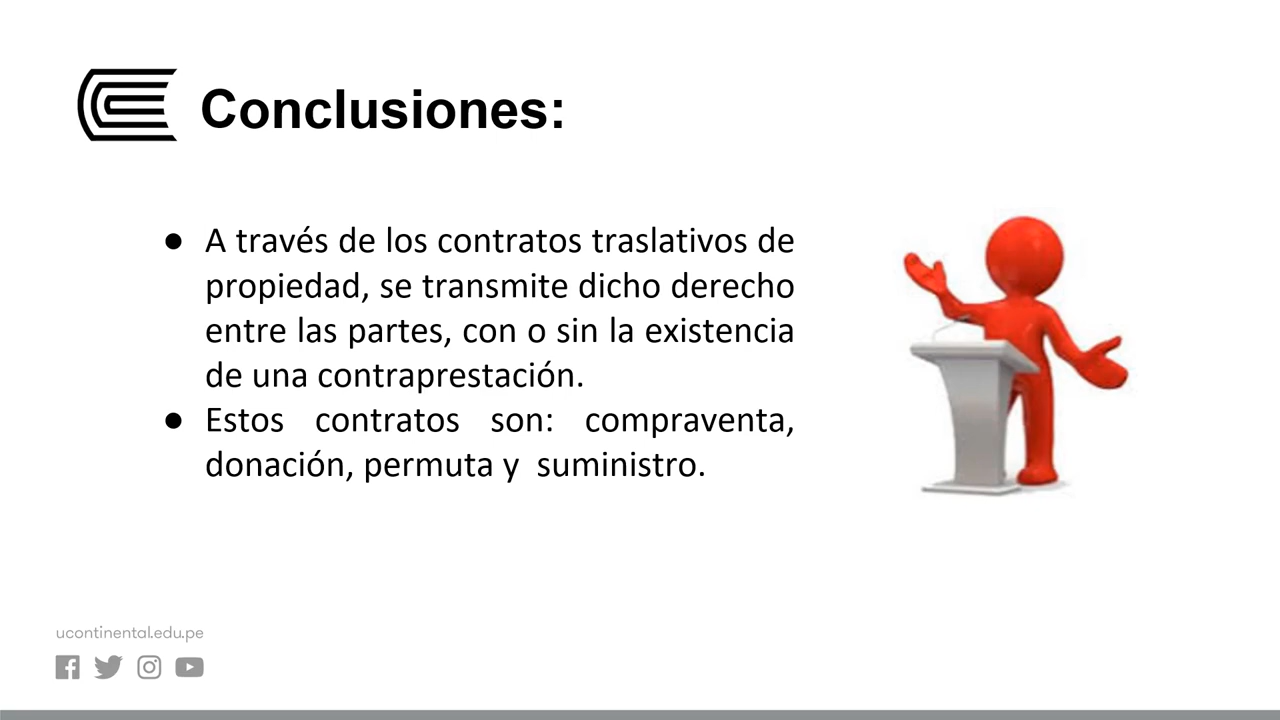 Conclusiones:
● A través de los contratos traslativos de
propiedad, se transmite dicho derecho
entre las partes, con o sin la existencia
de una contraprestación.
● Estos contratos son: compraventa,
donación, permuta y suministro.
ucontinental.edu.pe